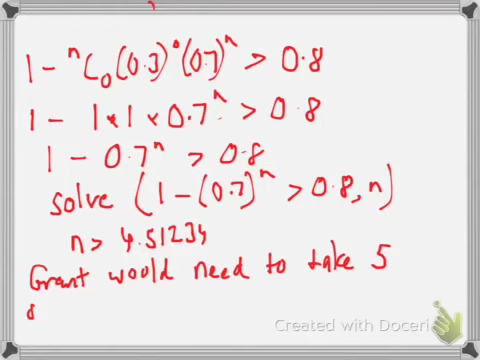 1 - ⁿC₀(0.3)⁰(0.7)ⁿ > 0.8
1 - 1 × 1 × 0.7ⁿ > 0.8
1 - 0.7ⁿ > 0.8
solve (1 - (0.7)ⁿ > 0.8, n)
n > 4.51234
Grant would need to take 5
Created with Doceri